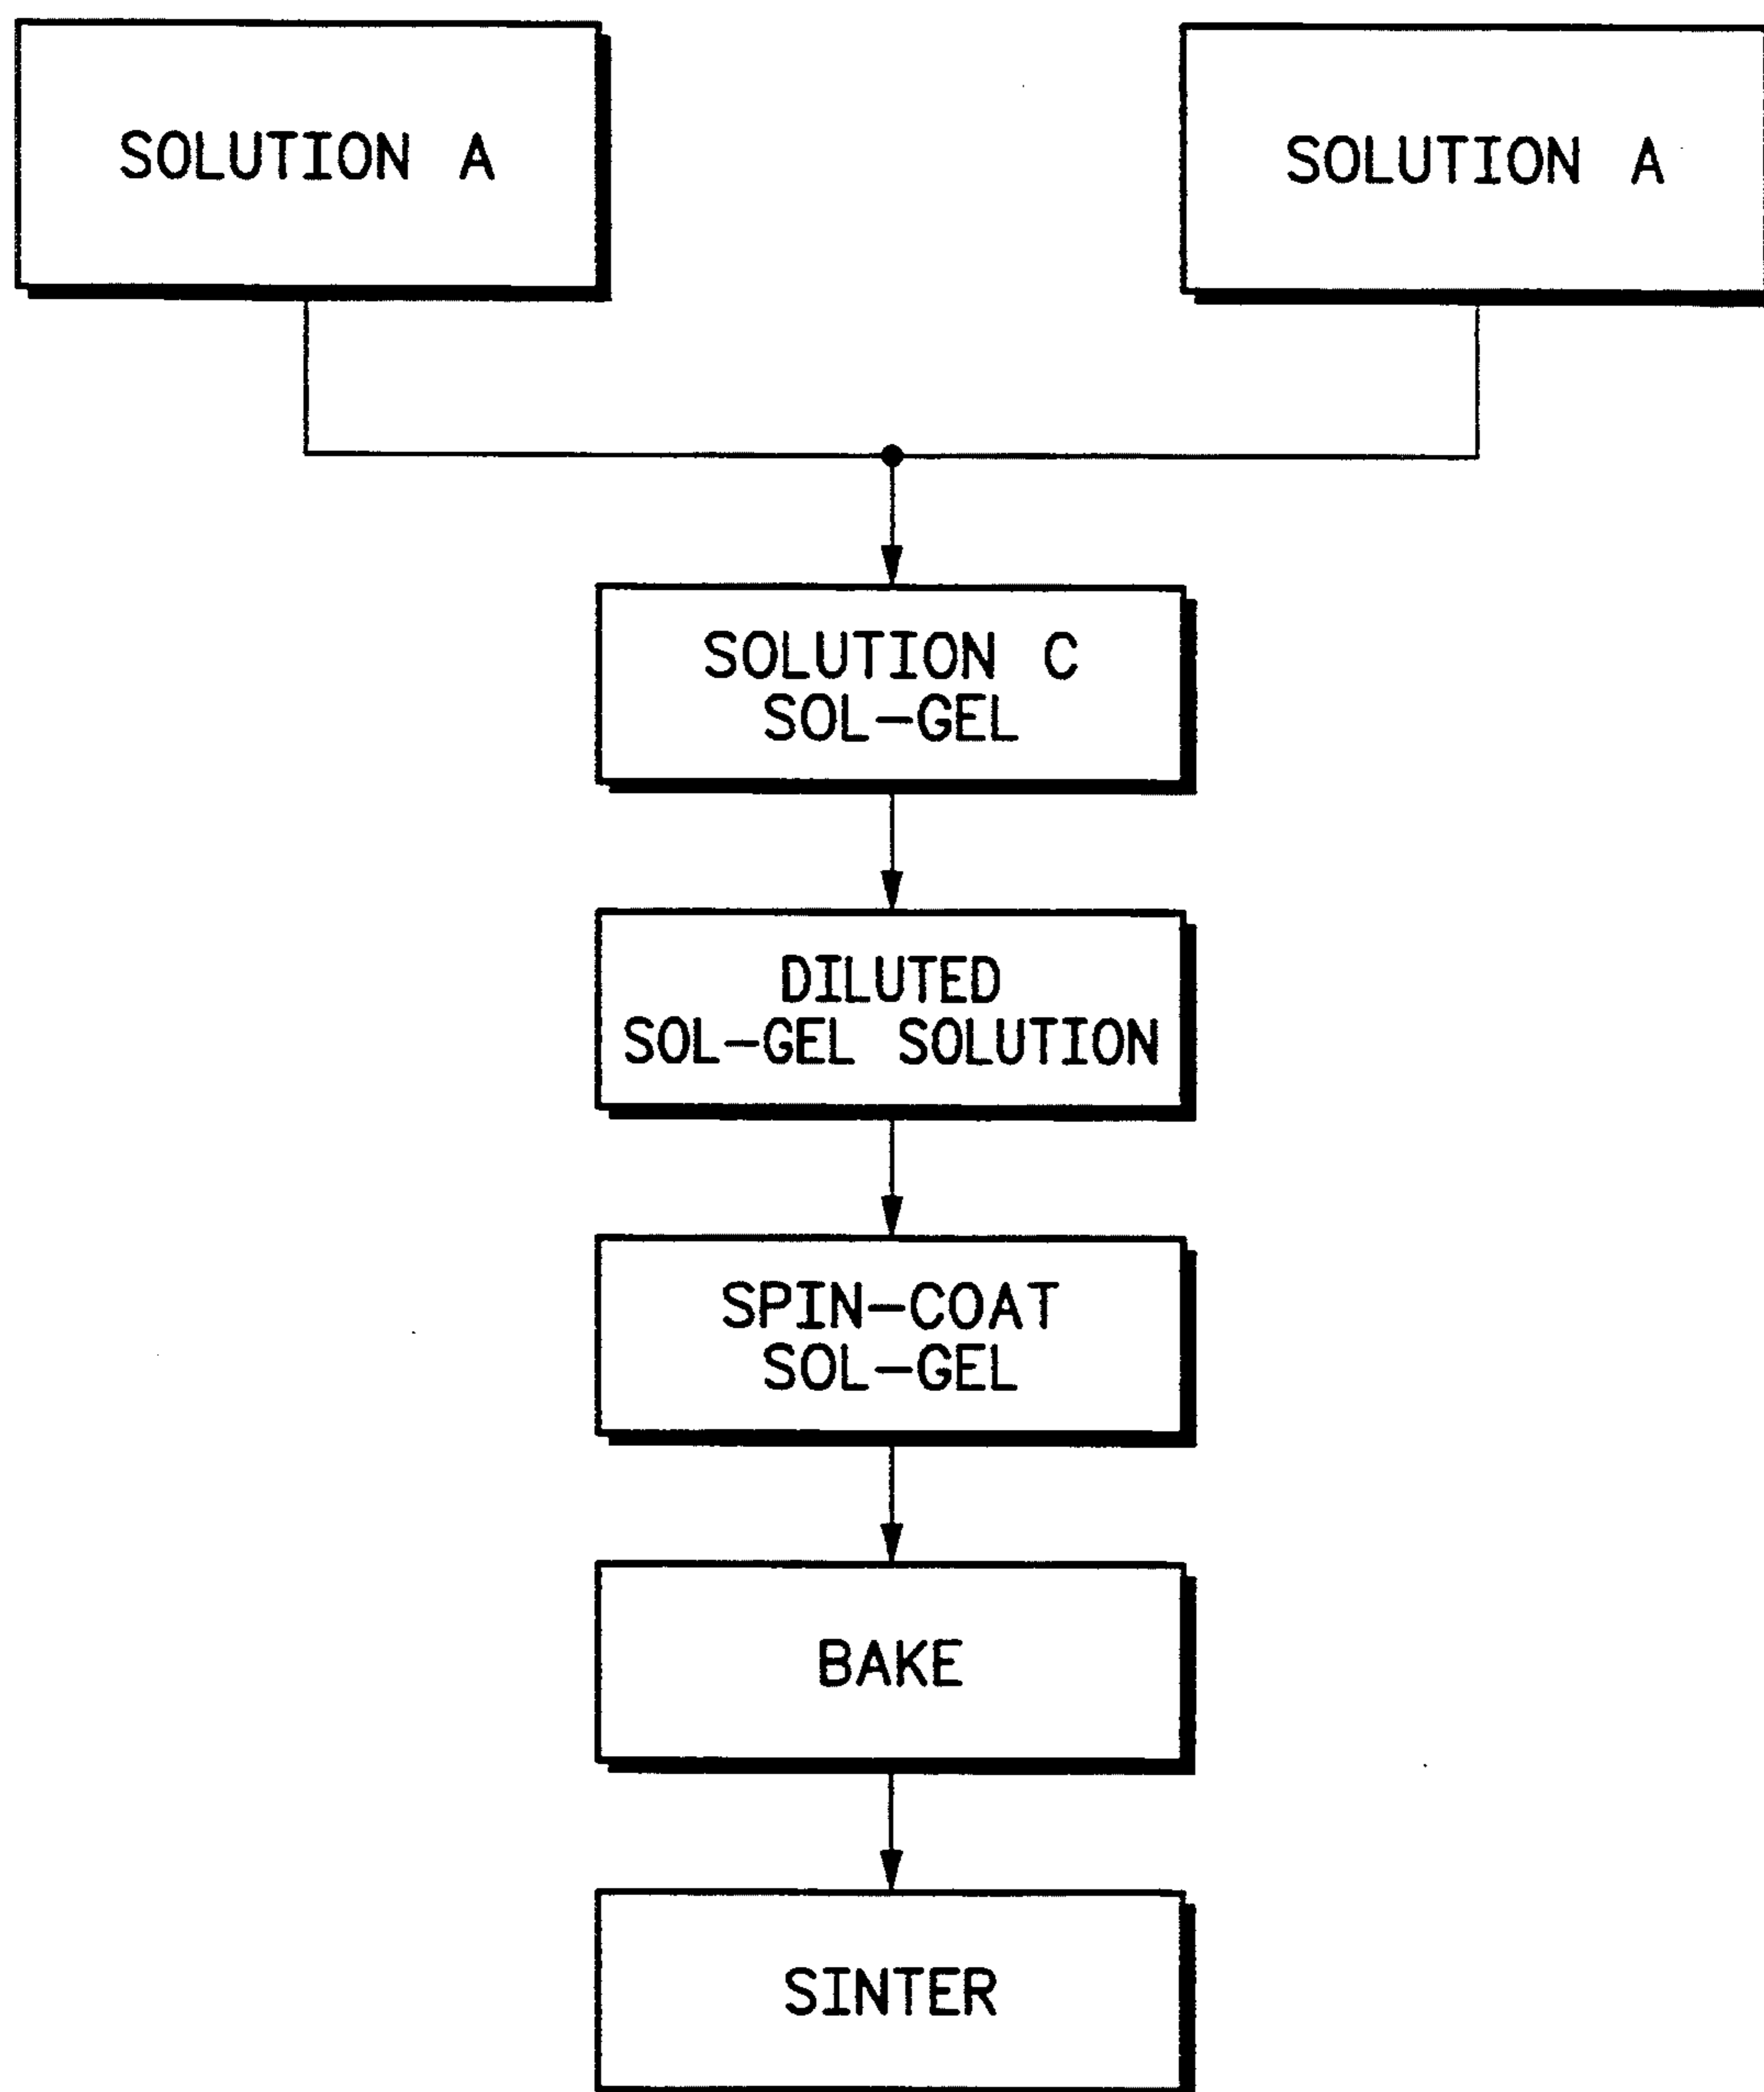 SOLUTION A
SOLUTION A
SOLUTION C
SOL-GEL
DILUTED
SOL-GEL SOLUTION
SPIN-COAT
SOL-GEL
BAKE
SINTER